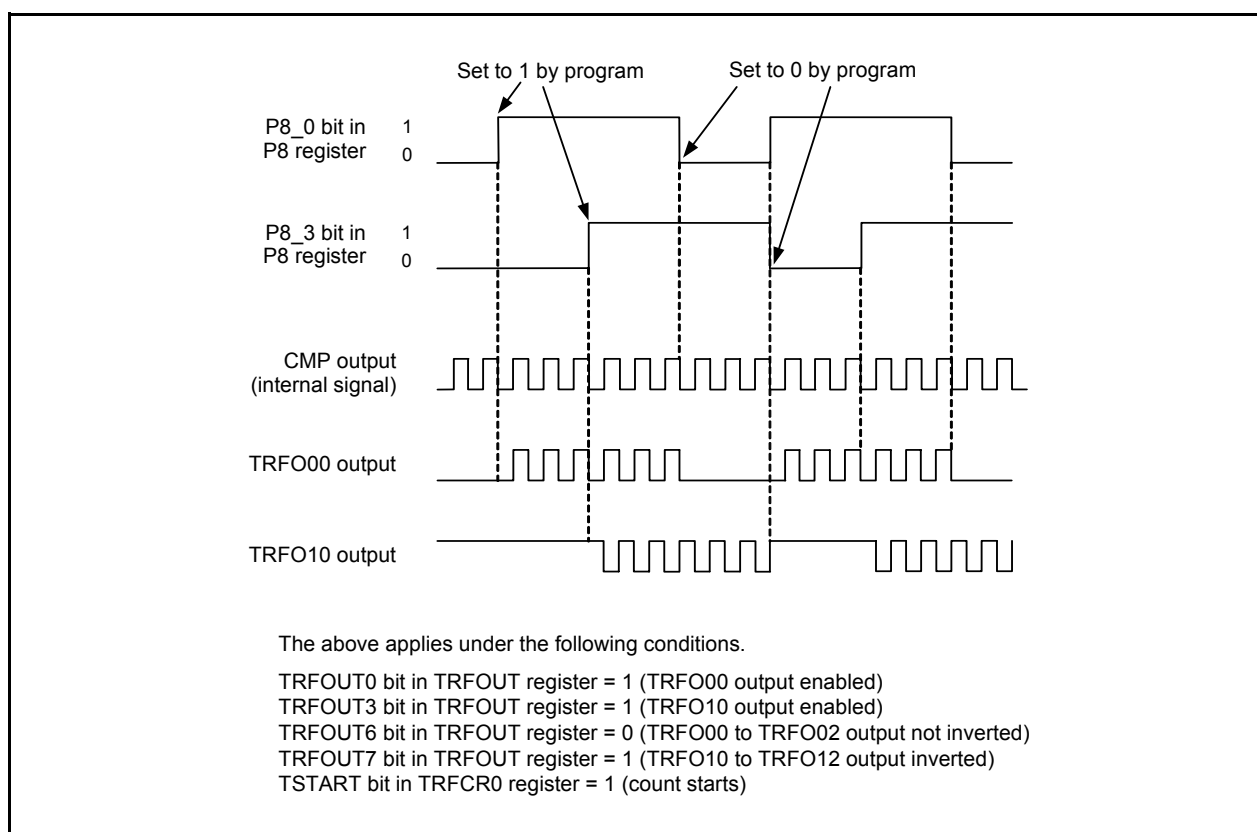 Set to 1 by program
Set to 0 by program
P8_0 bit in 1
P8 register 0
P8_3 bit in 1
P8 register 0
CMP output
(internal signal)
TRFO00 output
TRFO10 output
The above applies under the following conditions.
TRFOUT0 bit in TRFOUT register = 1 (TRFO00 output enabled)
TRFOUT3 bit in TRFOUT register = 1 (TRFO10 output enabled)
TRFOUT6 bit in TRFOUT register = 0 (TRFO00 to TRFO02 output not inverted)
TRFOUT7 bit in TRFOUT register = 1 (TRFO10 to TRFO12 output inverted)
TSTART bit in TRFCR0 register = 1 (count starts)